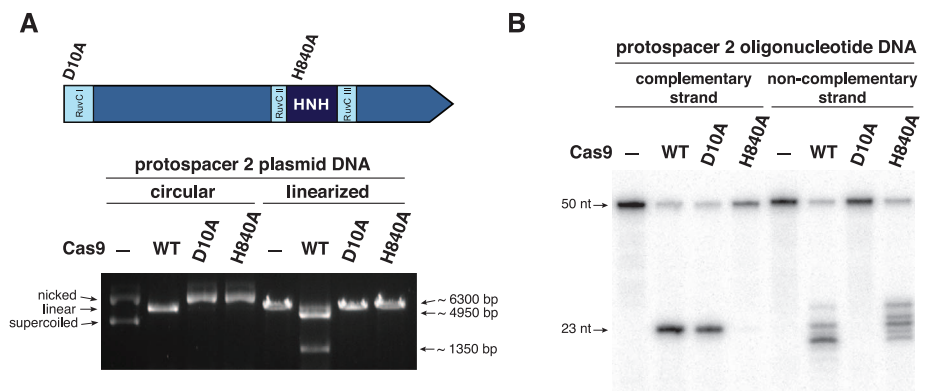 A
D10A
H840A
RuvC I
RuvC II
HNH
RuvC III
protospacer 2 plasmid DNA
circular linearized
Cas9 — WT D10A H840A — WT D10A H840A
nicked
linear
supercoiled
~ 6300 bp
~ 4950 bp
~ 1350 bp
B
protospacer 2 oligonucleotide DNA
complementary strand
non-complementary strand
Cas9 — WT D10A H840A — WT D10A H840A
50 nt
23 nt